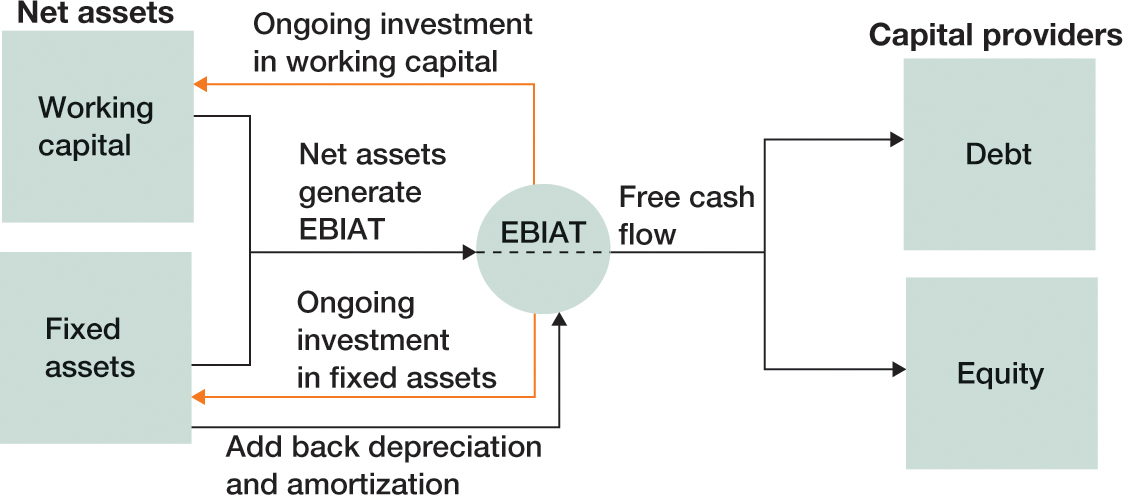 Net assets
Ongoing investment
in working capital
Capital providers
Working
capital
Net assets
generate
EBIAT
EBIAT
Free cash
flow
Debt
Fixed
assets
Ongoing
investment
in fixed assets
Equity
Add back depreciation
and amortization